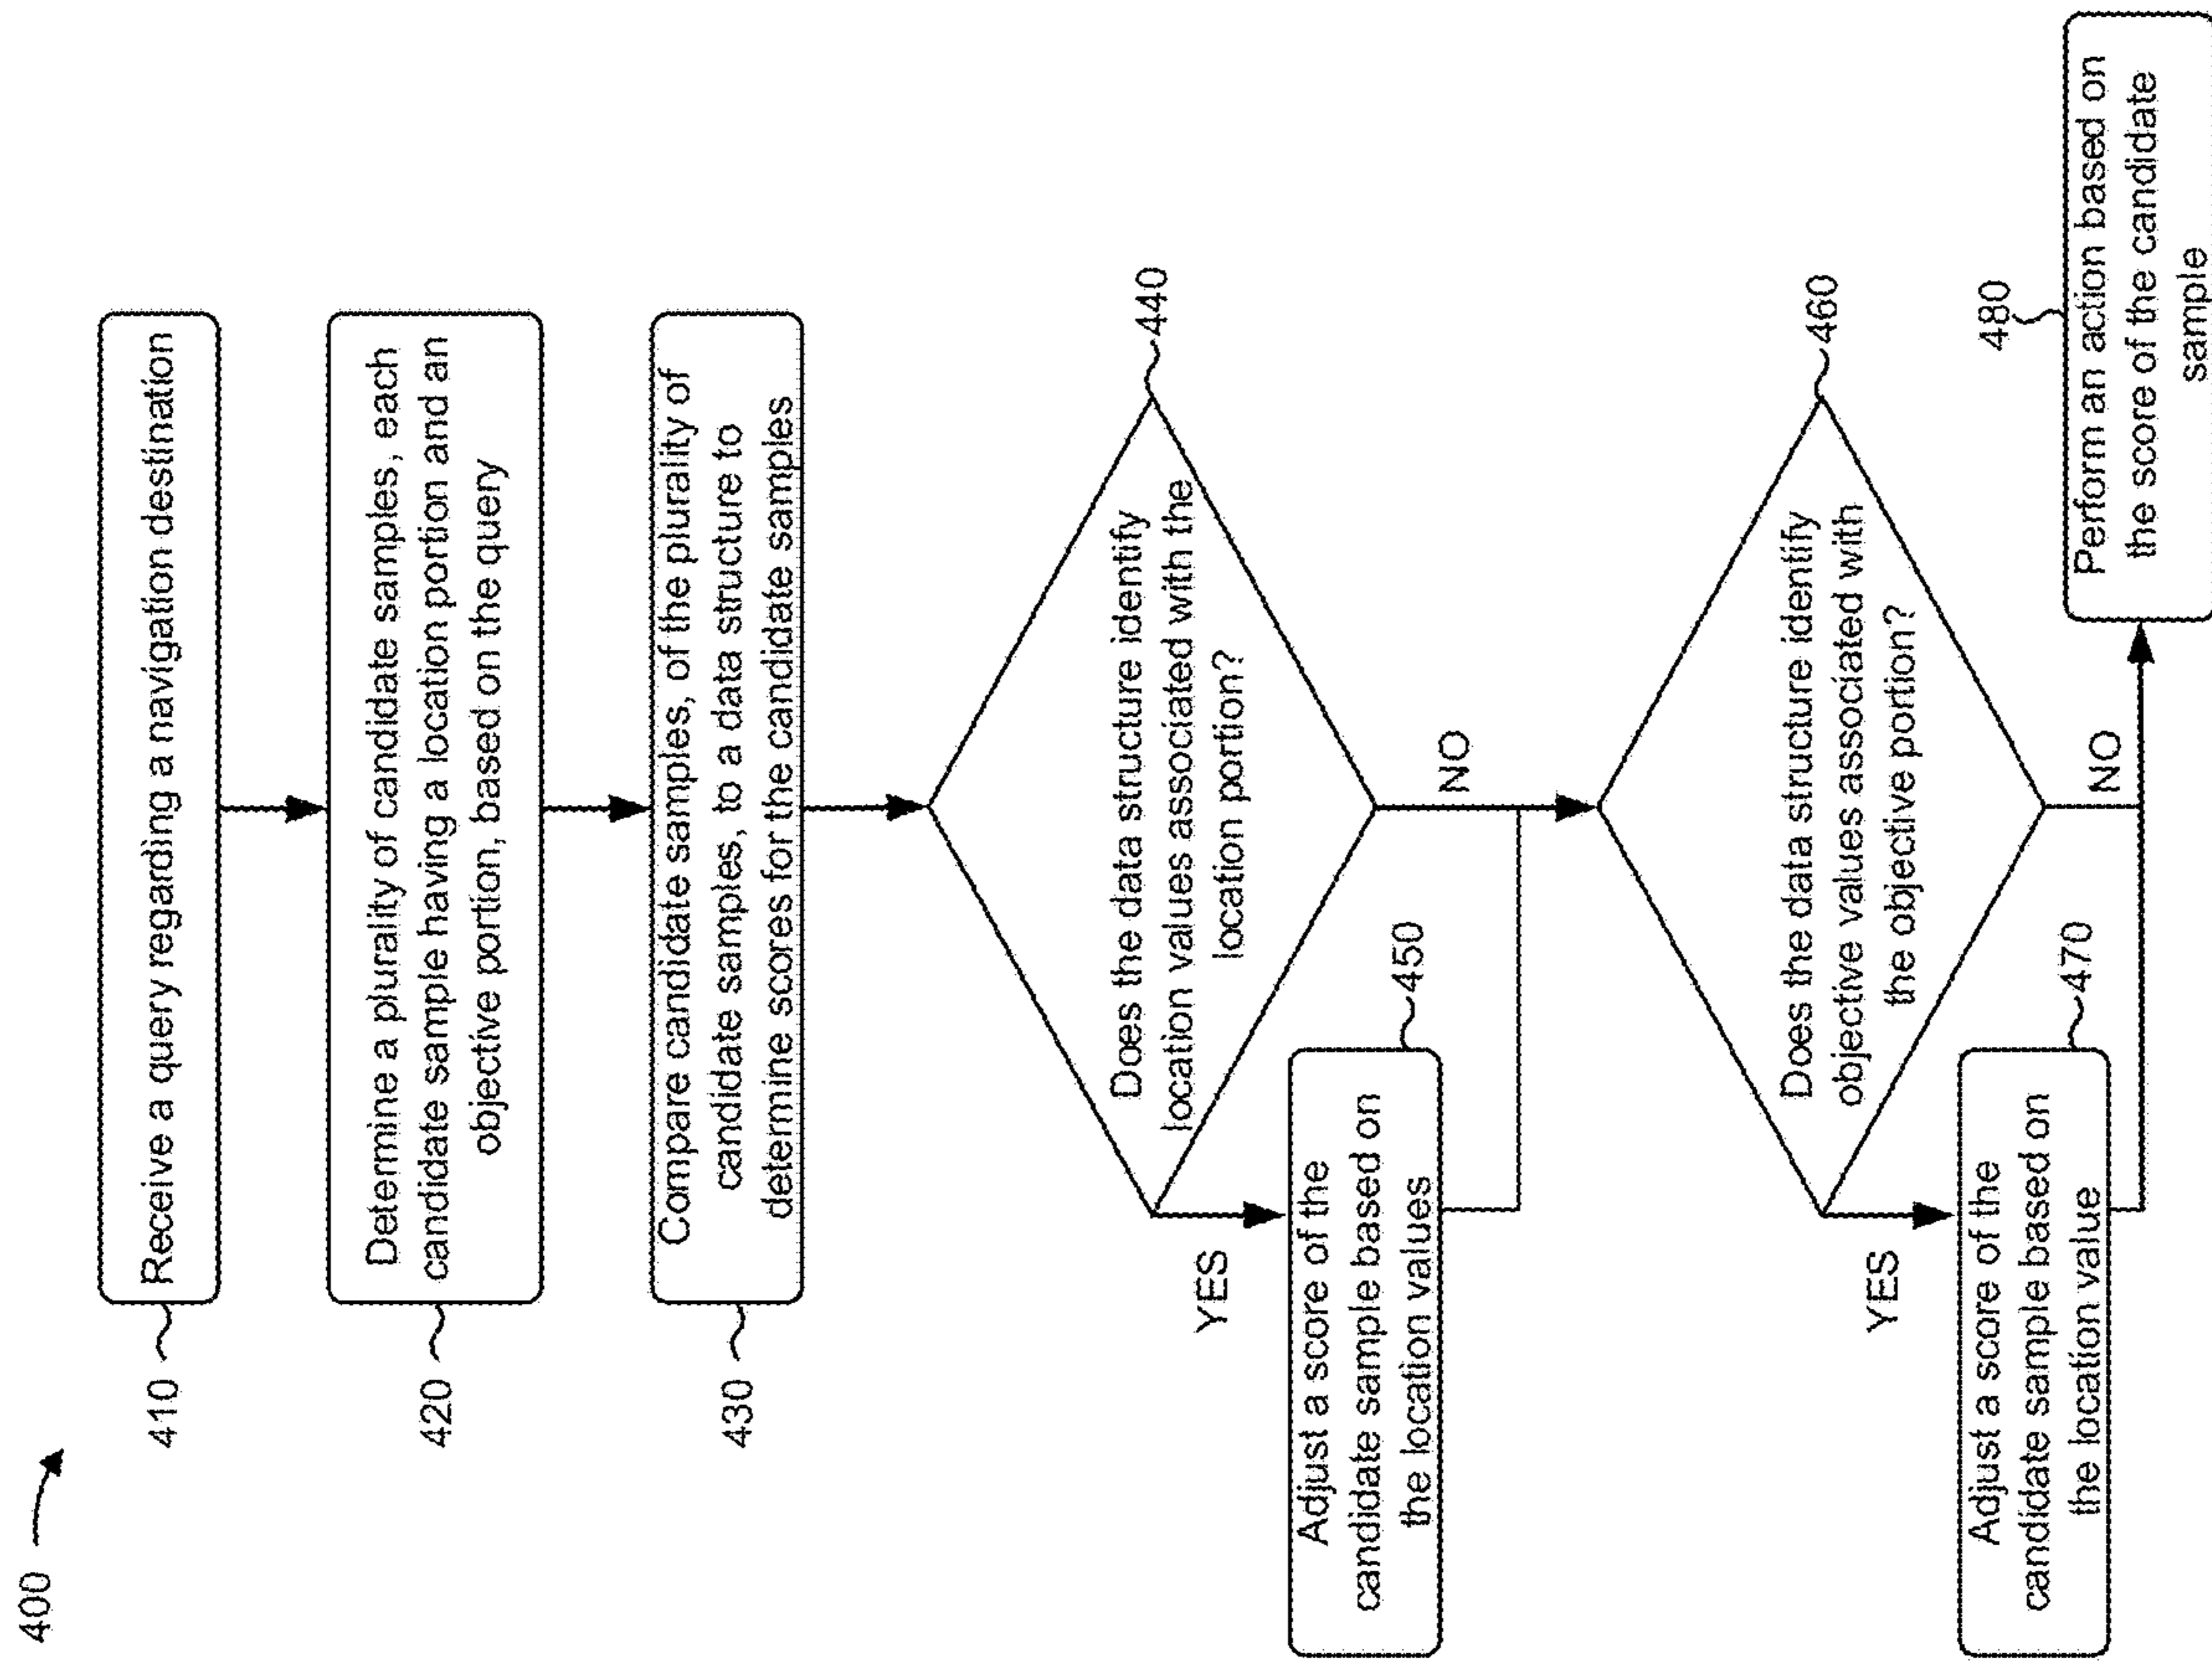 400
410
Receive a query regarding a navigation destination
420
Determine a plurality of candidate samples, each
candidate sample having a location portion and an
objective portion, based on the query
430
Compare candidate samples, of the plurality of
candidate samples, to a data structure to
determine scores for the candidate samples
440
Does the data structure identify
location values associated with the
location portion?
YES
NO
450
Adjust a score of the
candidate sample based on
the location values
460
Does the data structure identify
objective values associated with
the objective portion?
YES
NO
470
Adjust a score of the
candidate sample based on
the location value
480
Perform an action based on
the score of the candidate
sample